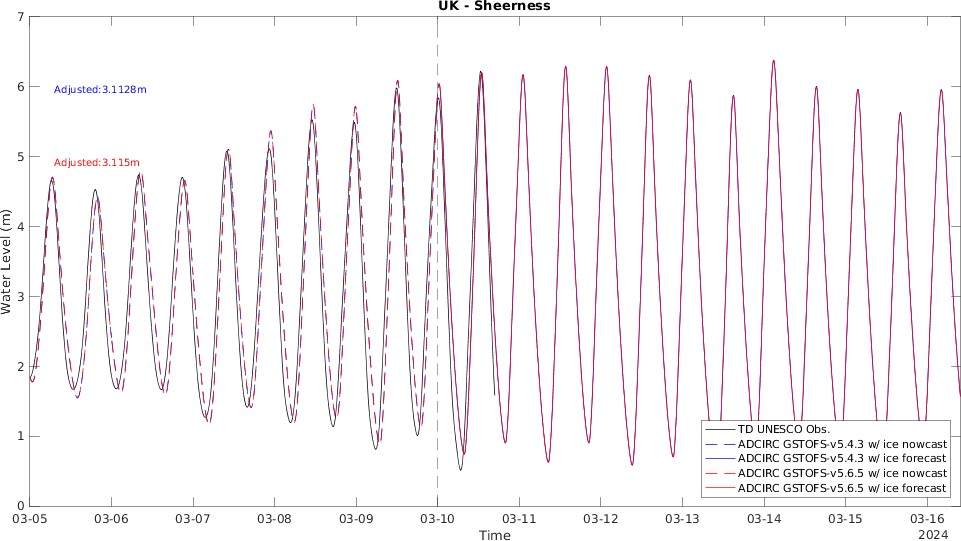 UK - Sheerness
7
6
5
4
3
2
1
0
Water Level (m)
Adjusted:3.1128m
Adjusted:3.115m
TD UNESCO Obs.
ADCIRC GSTOFS-v5.4.3 w/ ice nowcast
ADCIRC GSTOFS-v5.4.3 w/ ice forecast
ADCIRC GSTOFS-v5.6.5 w/ ice nowcast
ADCIRC GSTOFS-v5.6.5 w/ ice forecast
03-05 03-06 03-07 03-08 03-09 03-10 03-11 03-12 03-13 03-14 03-15 03-16
Time
2024